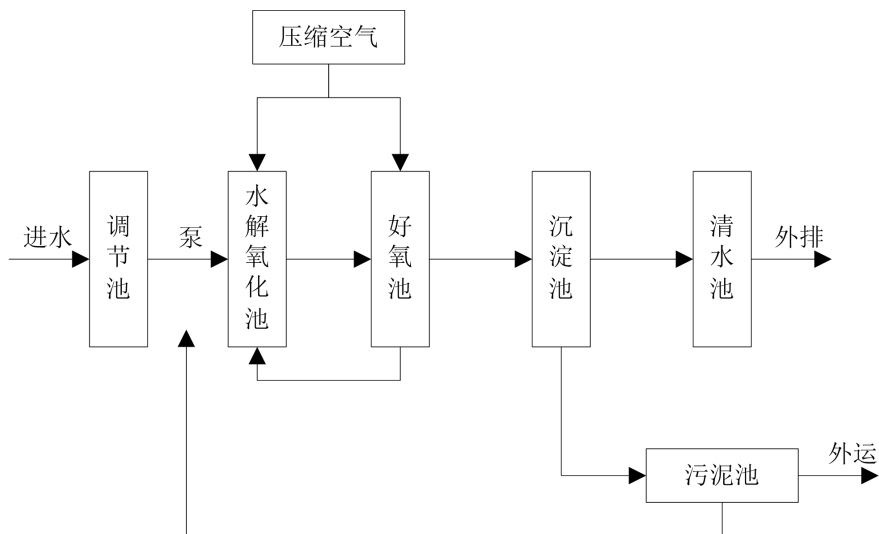 压缩空气
进水
调节池
泵
水解氧化池
好氧池
沉淀池
清水池
外排
污泥池
外运